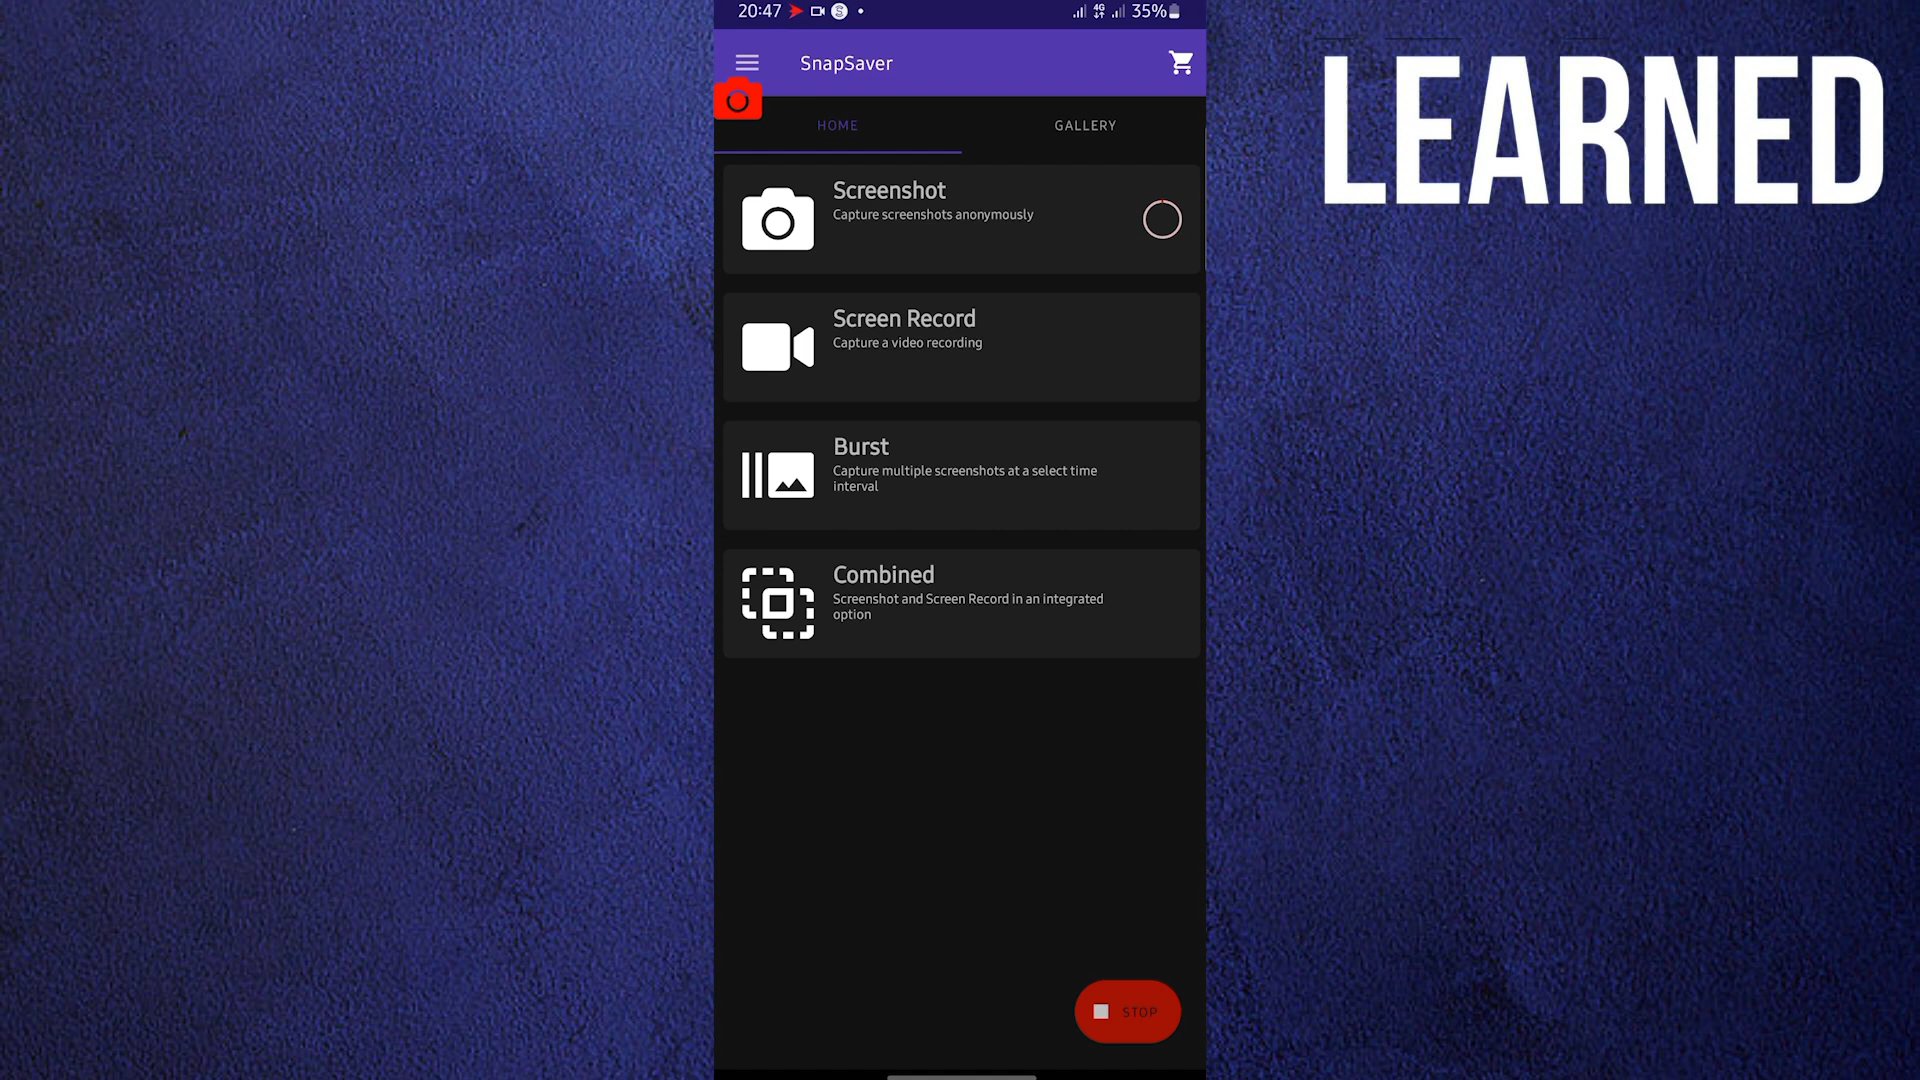 20:47
4G
35%
LEARNED
SnapSaver
HOME
GALLERY
Screenshot
Capture screenshots anonymously
Screen Record
Capture a video recording
Burst
Capture multiple screenshots at a select time
interval
Combined
Screenshot and Screen Record in an integrated
option
STOP